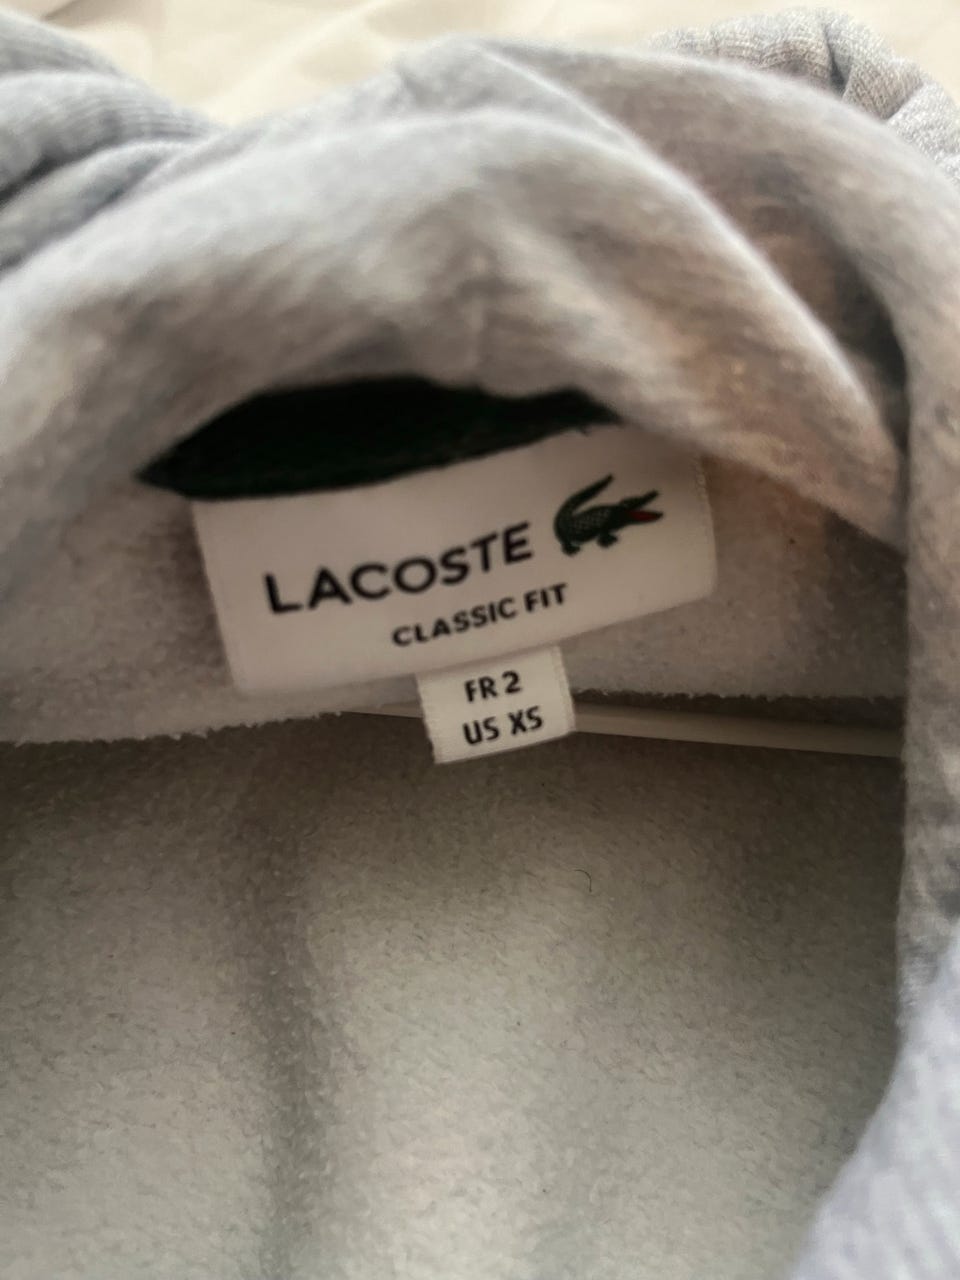 LACOSTE
CLASSIC FIT
FR 2
US XS